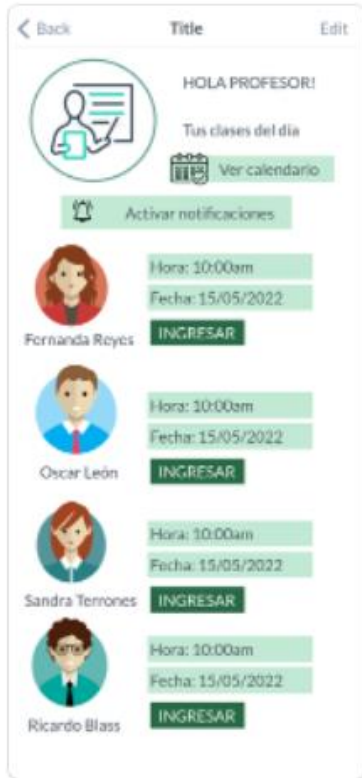 Back Title Edit
HOLA PROFESOR!
Tus clases del día
Ver calendario
Activar notificaciones
Hora: 10:00am
Fecha: 15/05/2022
INGRESAR
Fernanda Reyes
Hora: 10:00am
Fecha: 15/05/2022
INGRESAR
Oscar León
Hora: 10:00am
Fecha: 15/05/2022
INGRESAR
Sandra Terrones
Hora: 10:00am
Fecha: 15/05/2022
INGRESAR
Ricardo Blass